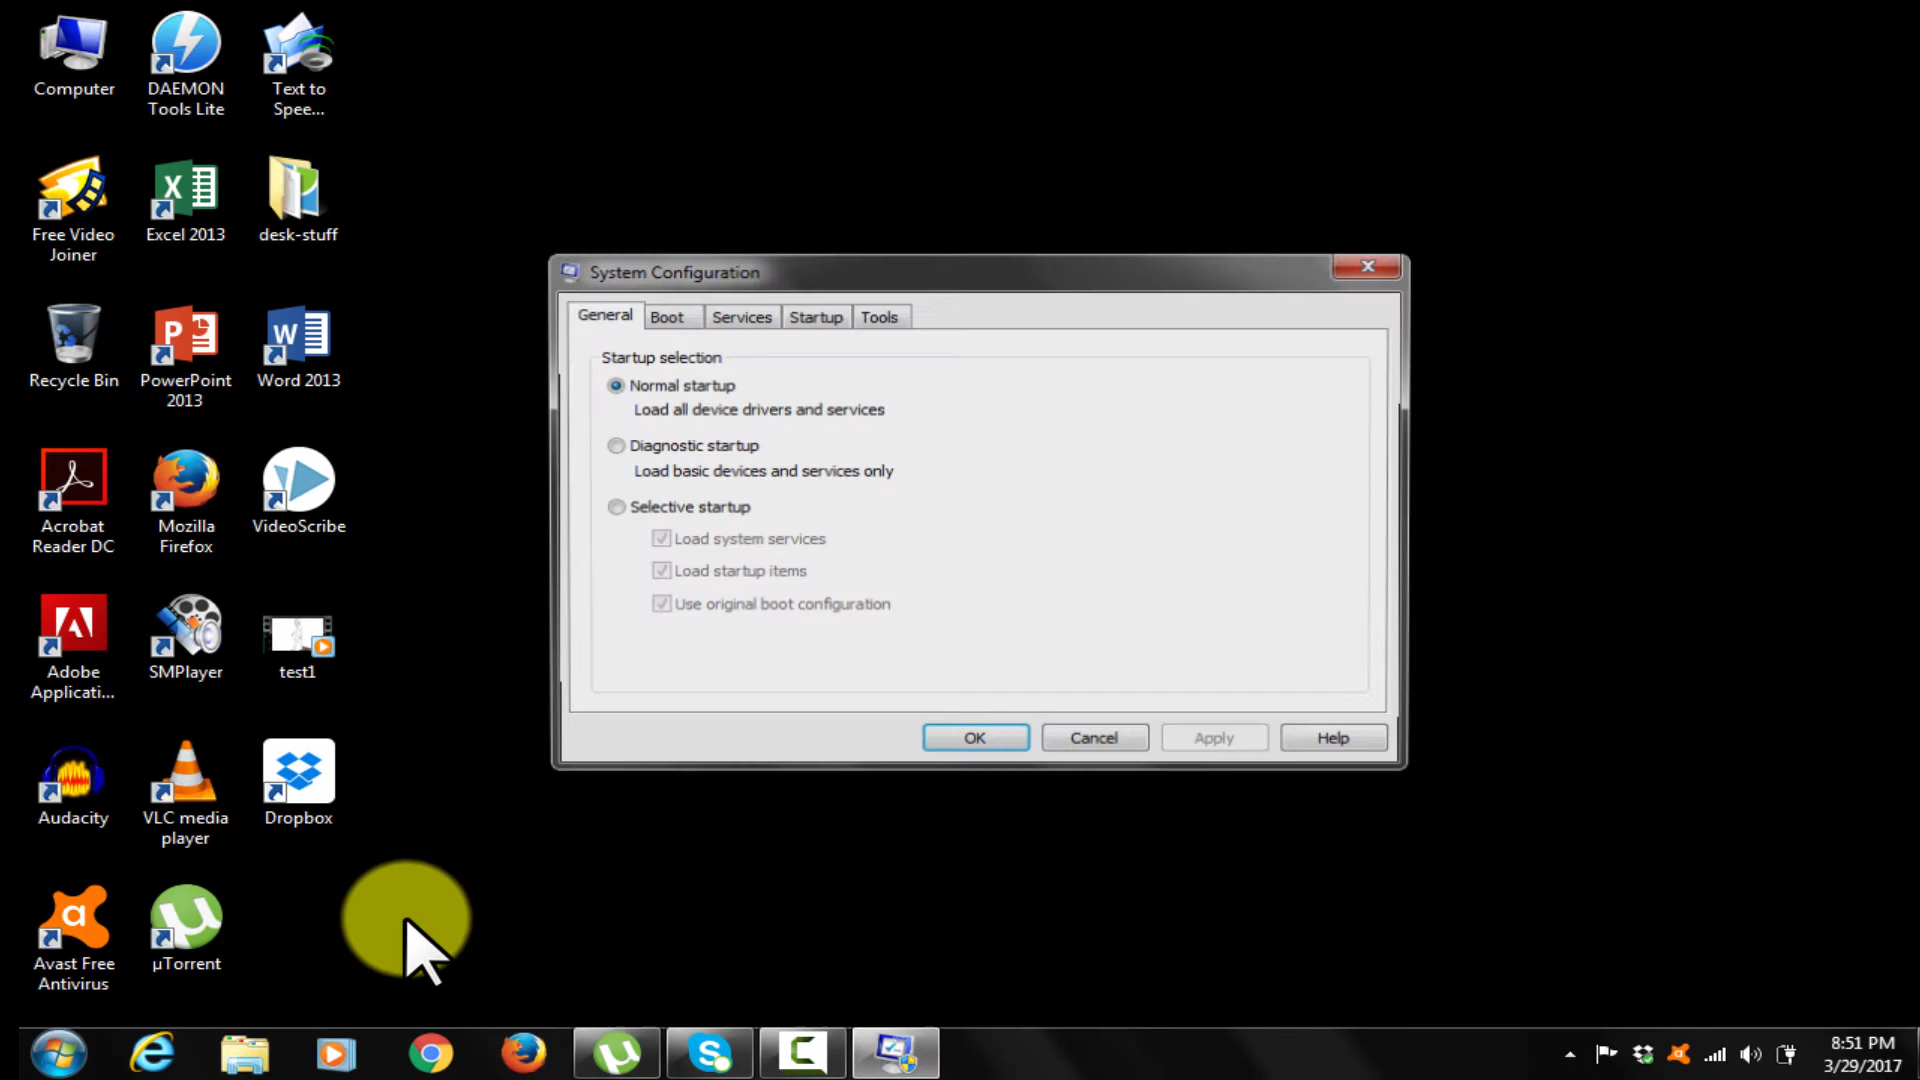 Computer
DAEMON
Tools Lite
Text to
Spee...
Free Video
Joiner
Excel 2013
desk-stuff
Recycle Bin
PowerPoint
2013
Word 2013
Acrobat
Reader DC
Mozilla
Firefox
VideoScribe
Adobe
Applicati...
SMPlayer
test1
Audacity
VLC media
player
Dropbox
Avast Free
Antivirus
µTorrent
System Configuration
General Boot Services Startup Tools
Startup selection
Normal startup
Load all device drivers and services
Diagnostic startup
Load basic devices and services only
Selective startup
Load system services
Load startup items
Use original boot configuration
OK Cancel Apply Help
8:51 PM
3/29/2017